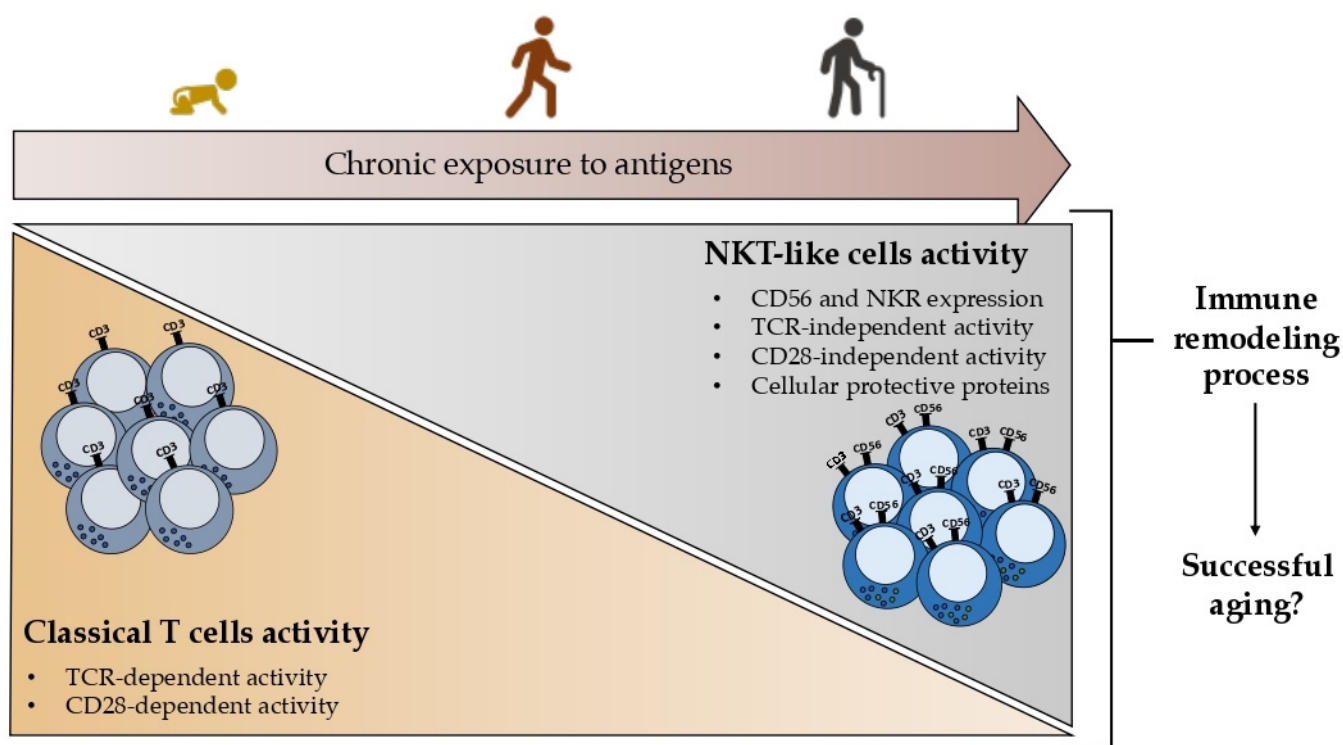 Chronic exposure to antigens
NKT-like cells activity
• CD56 and NKR expression
• TCR-independent activity
• CD28-independent activity
• Cellular protective proteins
CD3
CD3
CD3
CD3
CD3
CD3
CD3
CD3 CD56
CD3 CD56
CD3 CD56
CD3 CD56
CD3 CD56
CD3 CD56
CD3 CD56
Classical T cells activity
• TCR-dependent activity
• CD28-dependent activity
Immune
remodeling
process
Successful
aging?